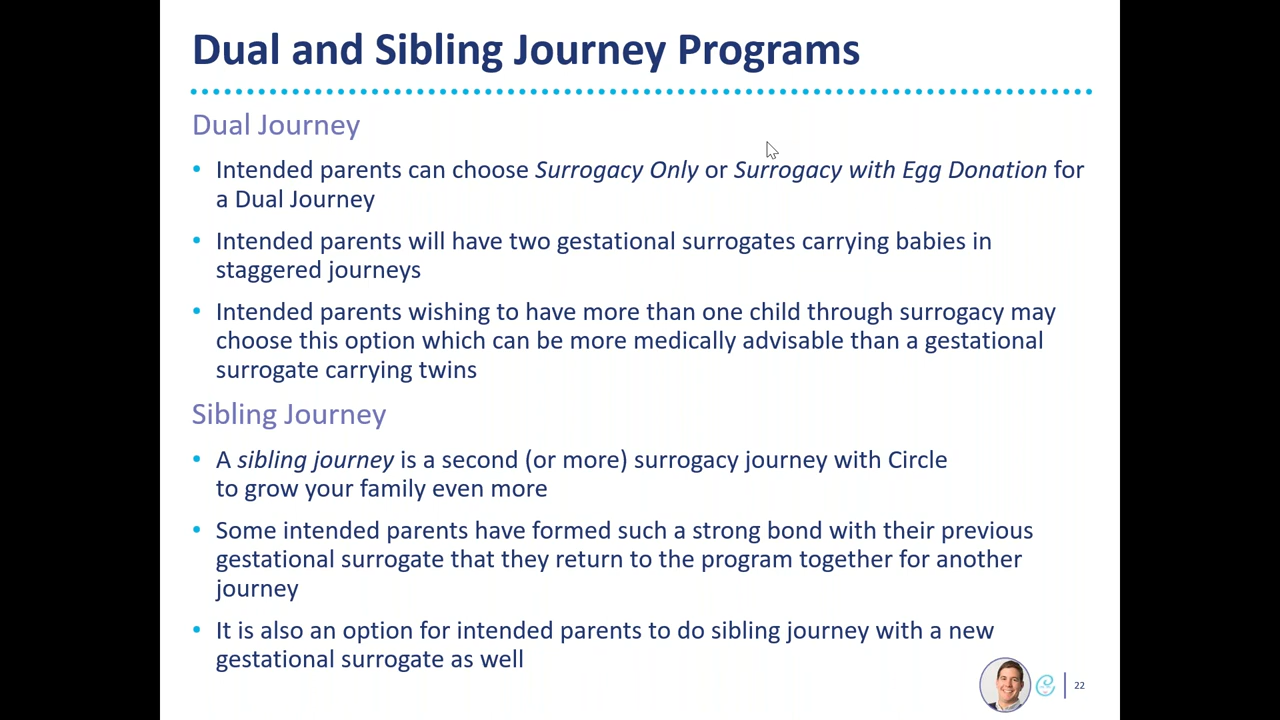 Dual and Sibling Journey Programs
Dual Journey
• Intended parents can choose Surrogacy Only or Surrogacy with Egg Donation for
a Dual Journey
• Intended parents will have two gestational surrogates carrying babies in
staggered journeys
• Intended parents wishing to have more than one child through surrogacy may
choose this option which can be more medically advisable than a gestational
surrogate carrying twins
Sibling Journey
• A sibling journey is a second (or more) surrogacy journey with Circle
to grow your family even more
• Some intended parents have formed such a strong bond with their previous
gestational surrogate that they return to the program together for another
journey
• It is also an option for intended parents to do sibling journey with a new
gestational surrogate as well
22